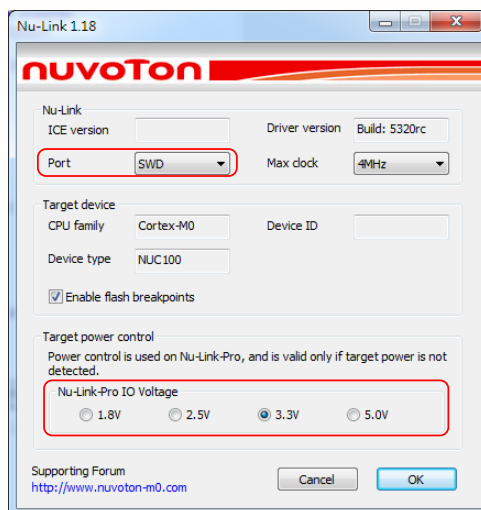 Nu-Link 1.18
nuvoTon
Nu-Link
ICE version
Driver version Build: 5320rc
Port SWD
Max clock 4MHz
Target device
CPU family Cortex-M0
Device ID
Device type NUC100
Enable flash breakpoints
Target power control
Power control is used on Nu-Link-Pro, and is valid only if target power is not
detected.
Nu-Link-Pro IO Voltage
1.8V 2.5V 3.3V 5.0V
Supporting Forum
http://www.nuvoton-m0.com
Cancel OK